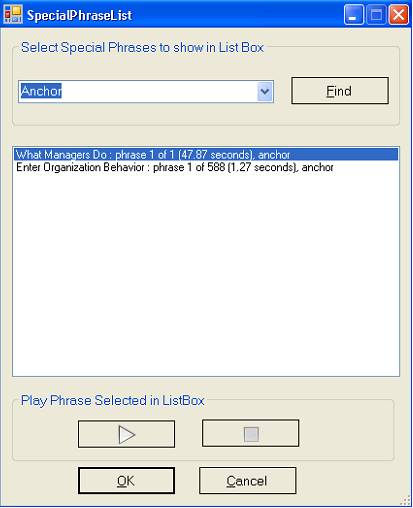 SpecialPhraseList
Select Special Phrases to show in List Box
Anchor
Find
What Managers Do : phrase 1 of 1 (47.87 seconds), anchor
Enter Organization Behavior : phrase 1 of 588 (1.27 seconds), anchor
Play Phrase Selected in ListBox
OK
Cancel